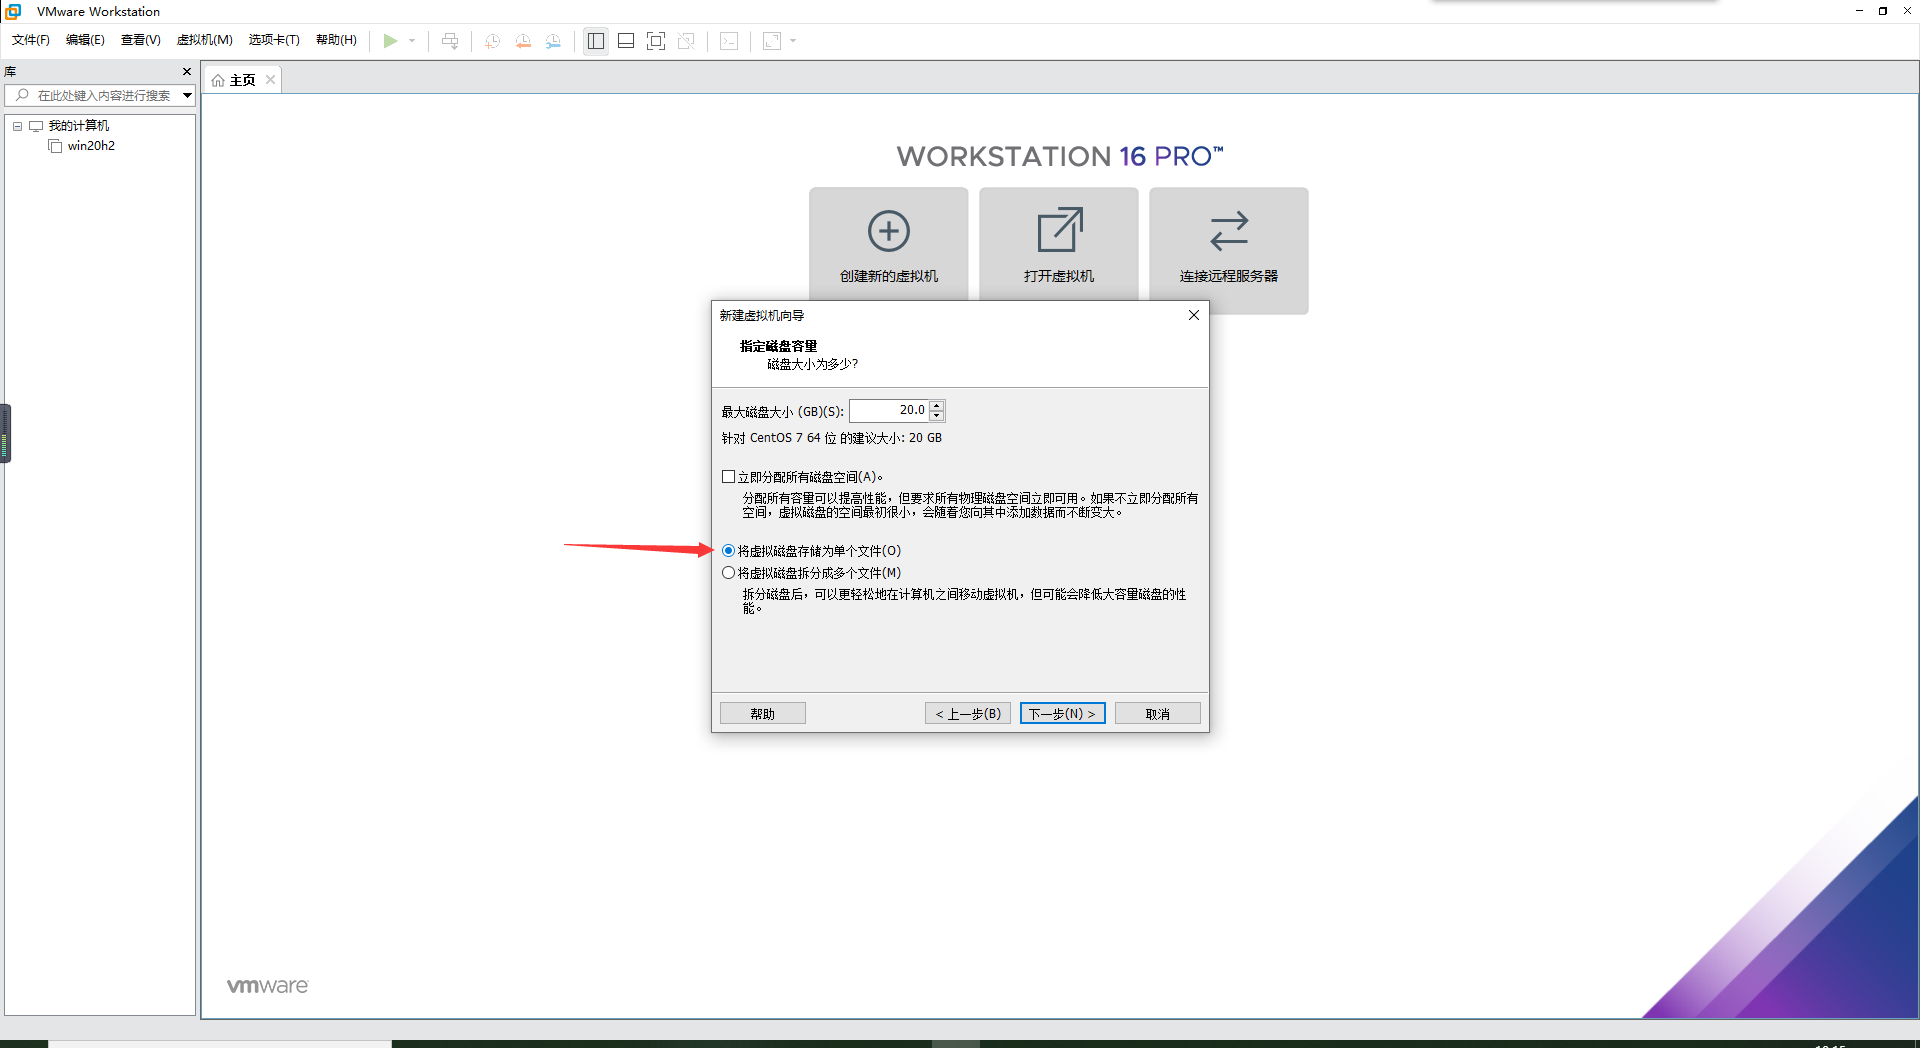 VMware Workstation
文件(F) 编辑(E) 查看(V) 虚拟机(M) 选项卡(T) 帮助(H)
库
在此处键入内容进行搜索
我的计算机
win20h2
主页
WORKSTATION 16 PRO™
创建新的虚拟机 打开虚拟机 连接远程服务器
新建虚拟机向导
指定磁盘容量
磁盘大小为多少?
最大磁盘大小 (GB)(S): 20.0
针对 CentOS 7 64 位 的建议大小: 20 GB
立即分配所有磁盘空间(A)。
分配所有容量可以提高性能，但要求所有物理磁盘空间立即可用。如果不立即分配所有
空间，虚拟磁盘的空间最初很小，会随着您向其中添加数据而不断变大。
将虚拟磁盘存储为单个文件(O)
将虚拟磁盘拆分成多个文件(M)
拆分磁盘后，可以更轻松地在计算机之间移动虚拟机，但可能会降低大容量磁盘的性
能。
帮助 < 上一步(B) 下一步(N) > 取消
vmware